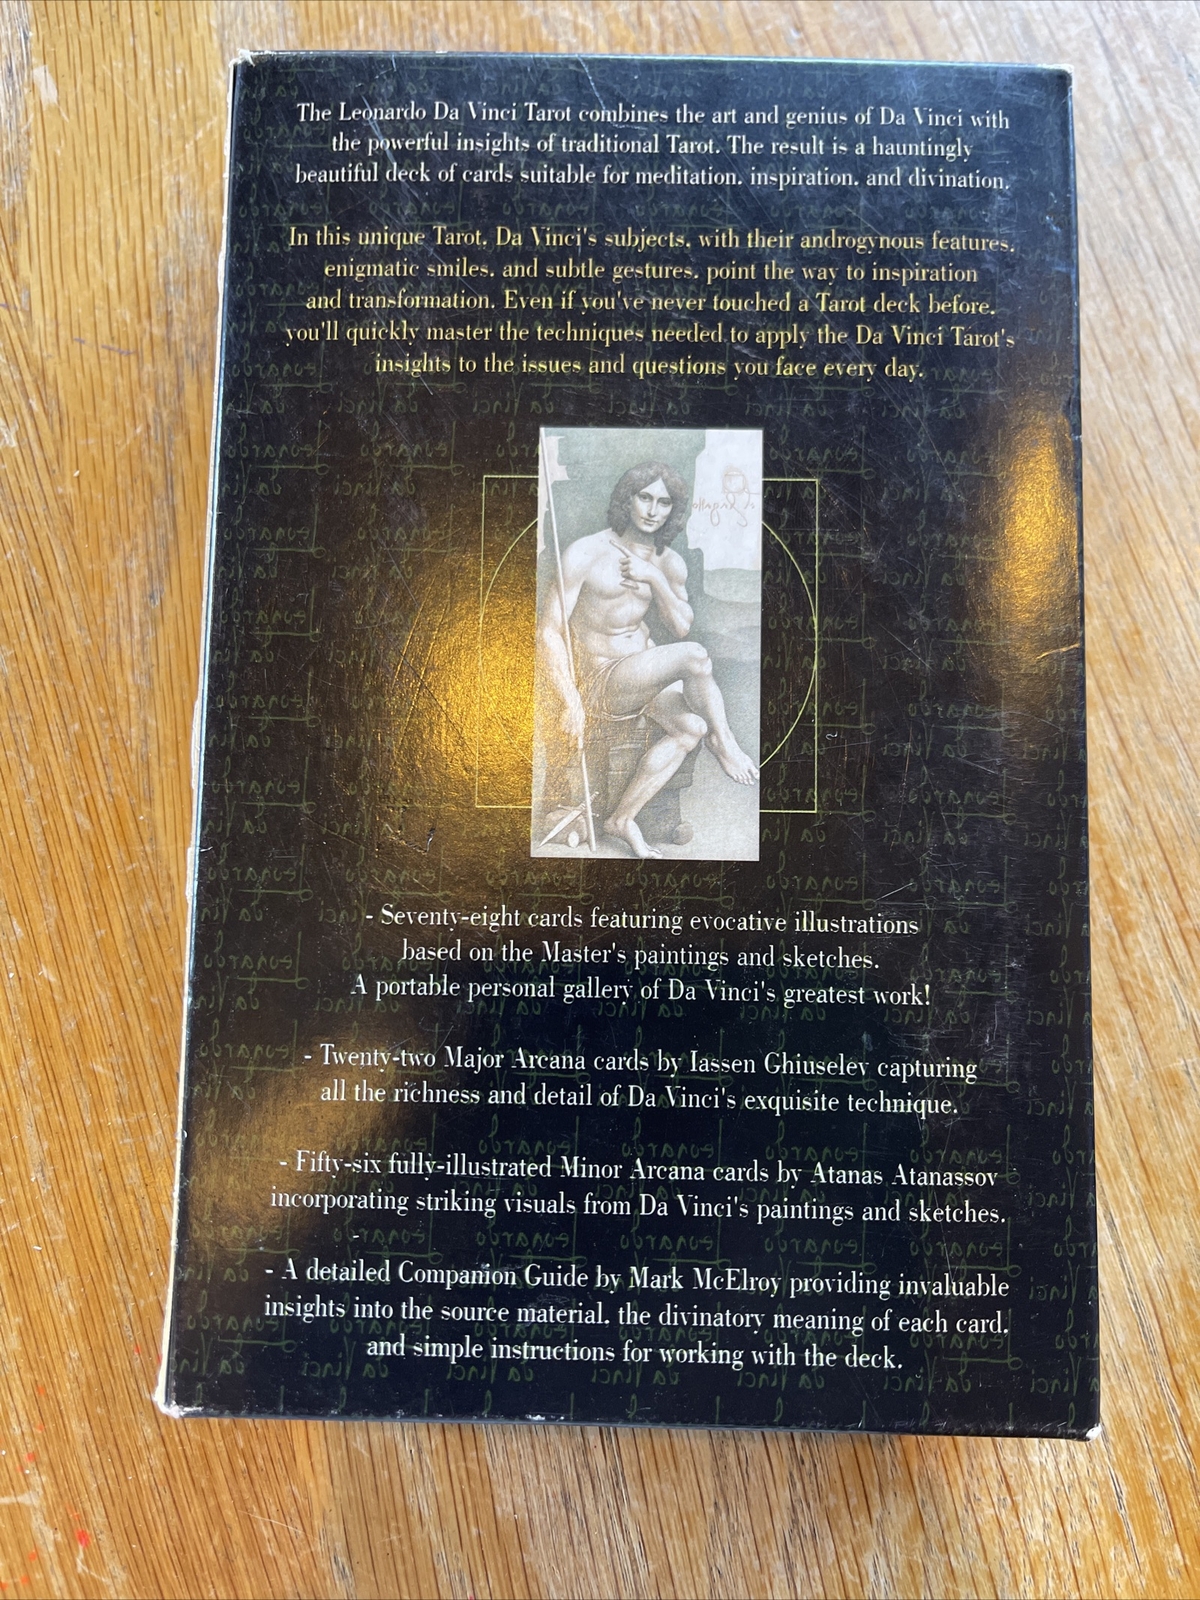 The Leonardo Da Vinci Tarot combines the art and genius of Da Vinci with
the powerful insights of traditional Tarot. The result is a hauntingly
beautiful deck of cards suitable for meditation, inspiration, and divination.
In this unique Tarot, Da Vinci's subjects, with their androgynous features,
enigmatic smiles, and subtle gestures, point the way to inspiration
and transformation. Even if you've never touched a Tarot deck before,
you'll quickly master the techniques needed to apply the Da Vinci Tarot's
insights to the issues and questions you face every day.
- Seventy-eight cards featuring evocative illustrations
based on the Master's paintings and sketches.
A portable personal gallery of Da Vinci's greatest work!
- Twenty-two Major Arcana cards by Iassen Ghiuselev capturing
all the richness and detail of Da Vinci's exquisite technique.
- Fifty-six fully-illustrated Minor Arcana cards by Atanas Atanassov
incorporating striking visuals from Da Vinci's paintings and sketches.
- A detailed Companion Guide by Mark McElroy providing invaluable
insights into the source material, the divinatory meaning of each card,
and simple instructions for working with the deck.